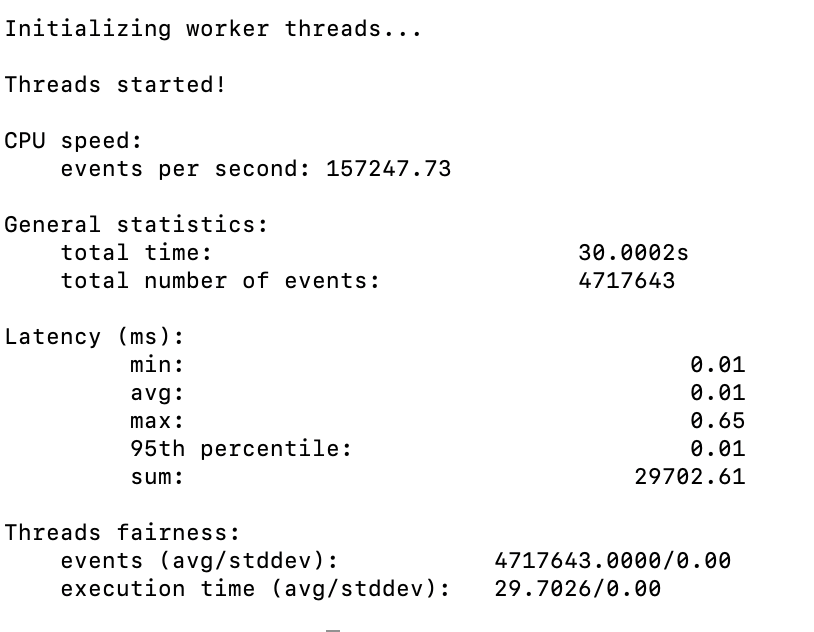 Initializing worker threads...
Threads started!
CPU speed:
events per second: 157247.73
General statistics:
total time: 30.0002s
total number of events: 4717643
Latency (ms):
min: 0.01
avg: 0.01
max: 0.65
95th percentile: 0.01
sum: 29702.61
Threads fairness:
events (avg/stddev): 4717643.0000/0.00
execution time (avg/stddev): 29.7026/0.00